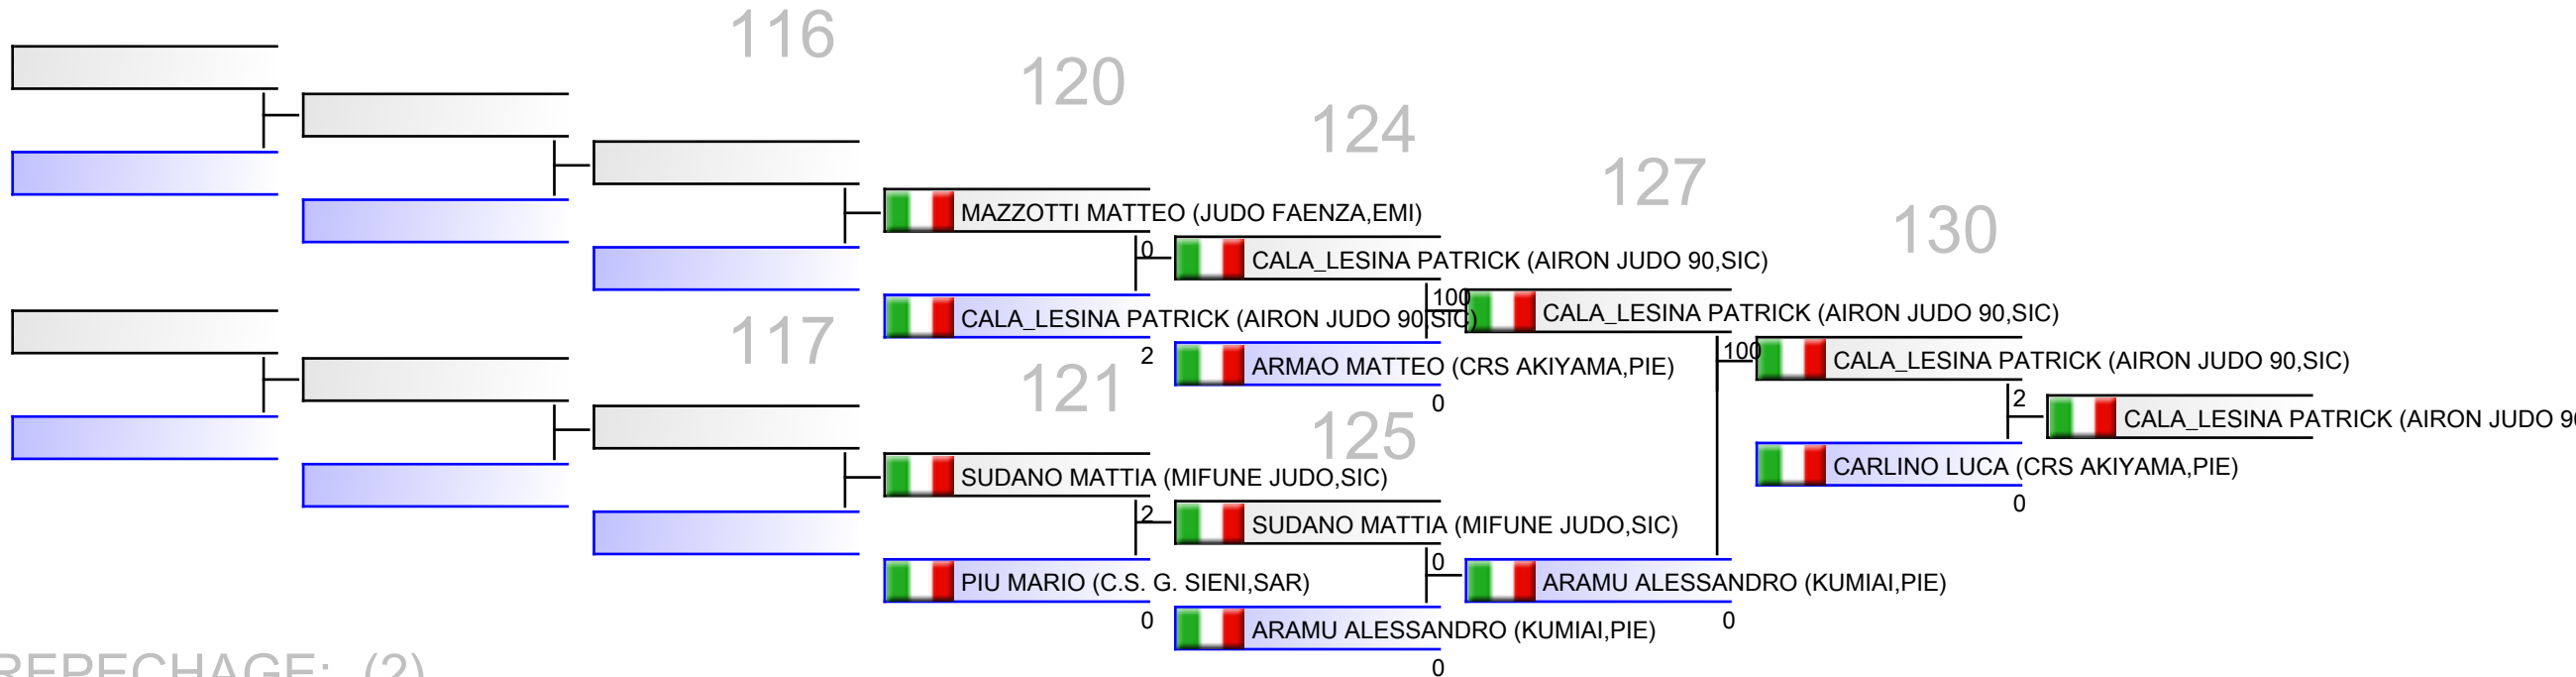 116
120
124
127
130
MAZZOTTI MATTEO (JUDO FAENZA,EMI)
0
CALA_LESINA PATRICK (AIRON JUDO 90,SIC)
100
CALA_LESINA PATRICK (AIRON JUDO 90,SIC)
CALA_LESINA PATRICK (AIRON JUDO 90,SIC)
117
2
ARMAO MATTEO (CRS AKIYAMA,PIE)
0
100
CALA_LESINA PATRICK (AIRON JUDO 90,SIC)
2
CALA_LESINA PATRICK (AIRON JUDO 90
121
125
CARLINO LUCA (CRS AKIYAMA,PIE)
0
SUDANO MATTIA (MIFUNE JUDO,SIC)
2
SUDANO MATTIA (MIFUNE JUDO,SIC)
0
PIU MARIO (C.S. G. SIENI,SAR)
0
ARAMU ALESSANDRO (KUMIAI,PIE)
0
ARAMU ALESSANDRO (KUMIAI,PIE)
0
REPECHAGE: (2)